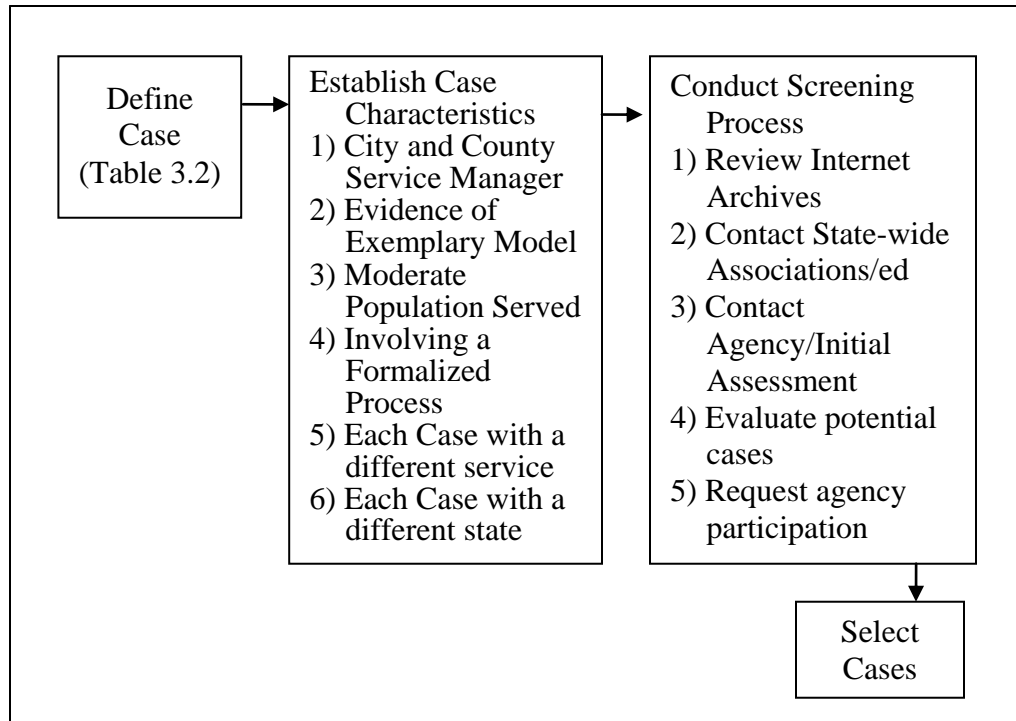 Define
Case
(Table 3.2)
Establish Case
Characteristics
1) City and County
Service Manager
2) Evidence of
Exemplary Model
3) Moderate
Population Served
4) Involving a
Formalized
Process
5) Each Case with a
different service
6) Each Case with a
different state
Conduct Screening
Process
1) Review Internet
Archives
2) Contact State-wide
Associations/ed
3) Contact
Agency/Initial
Assessment
4) Evaluate potential
cases
5) Request agency
participation
Select
Cases